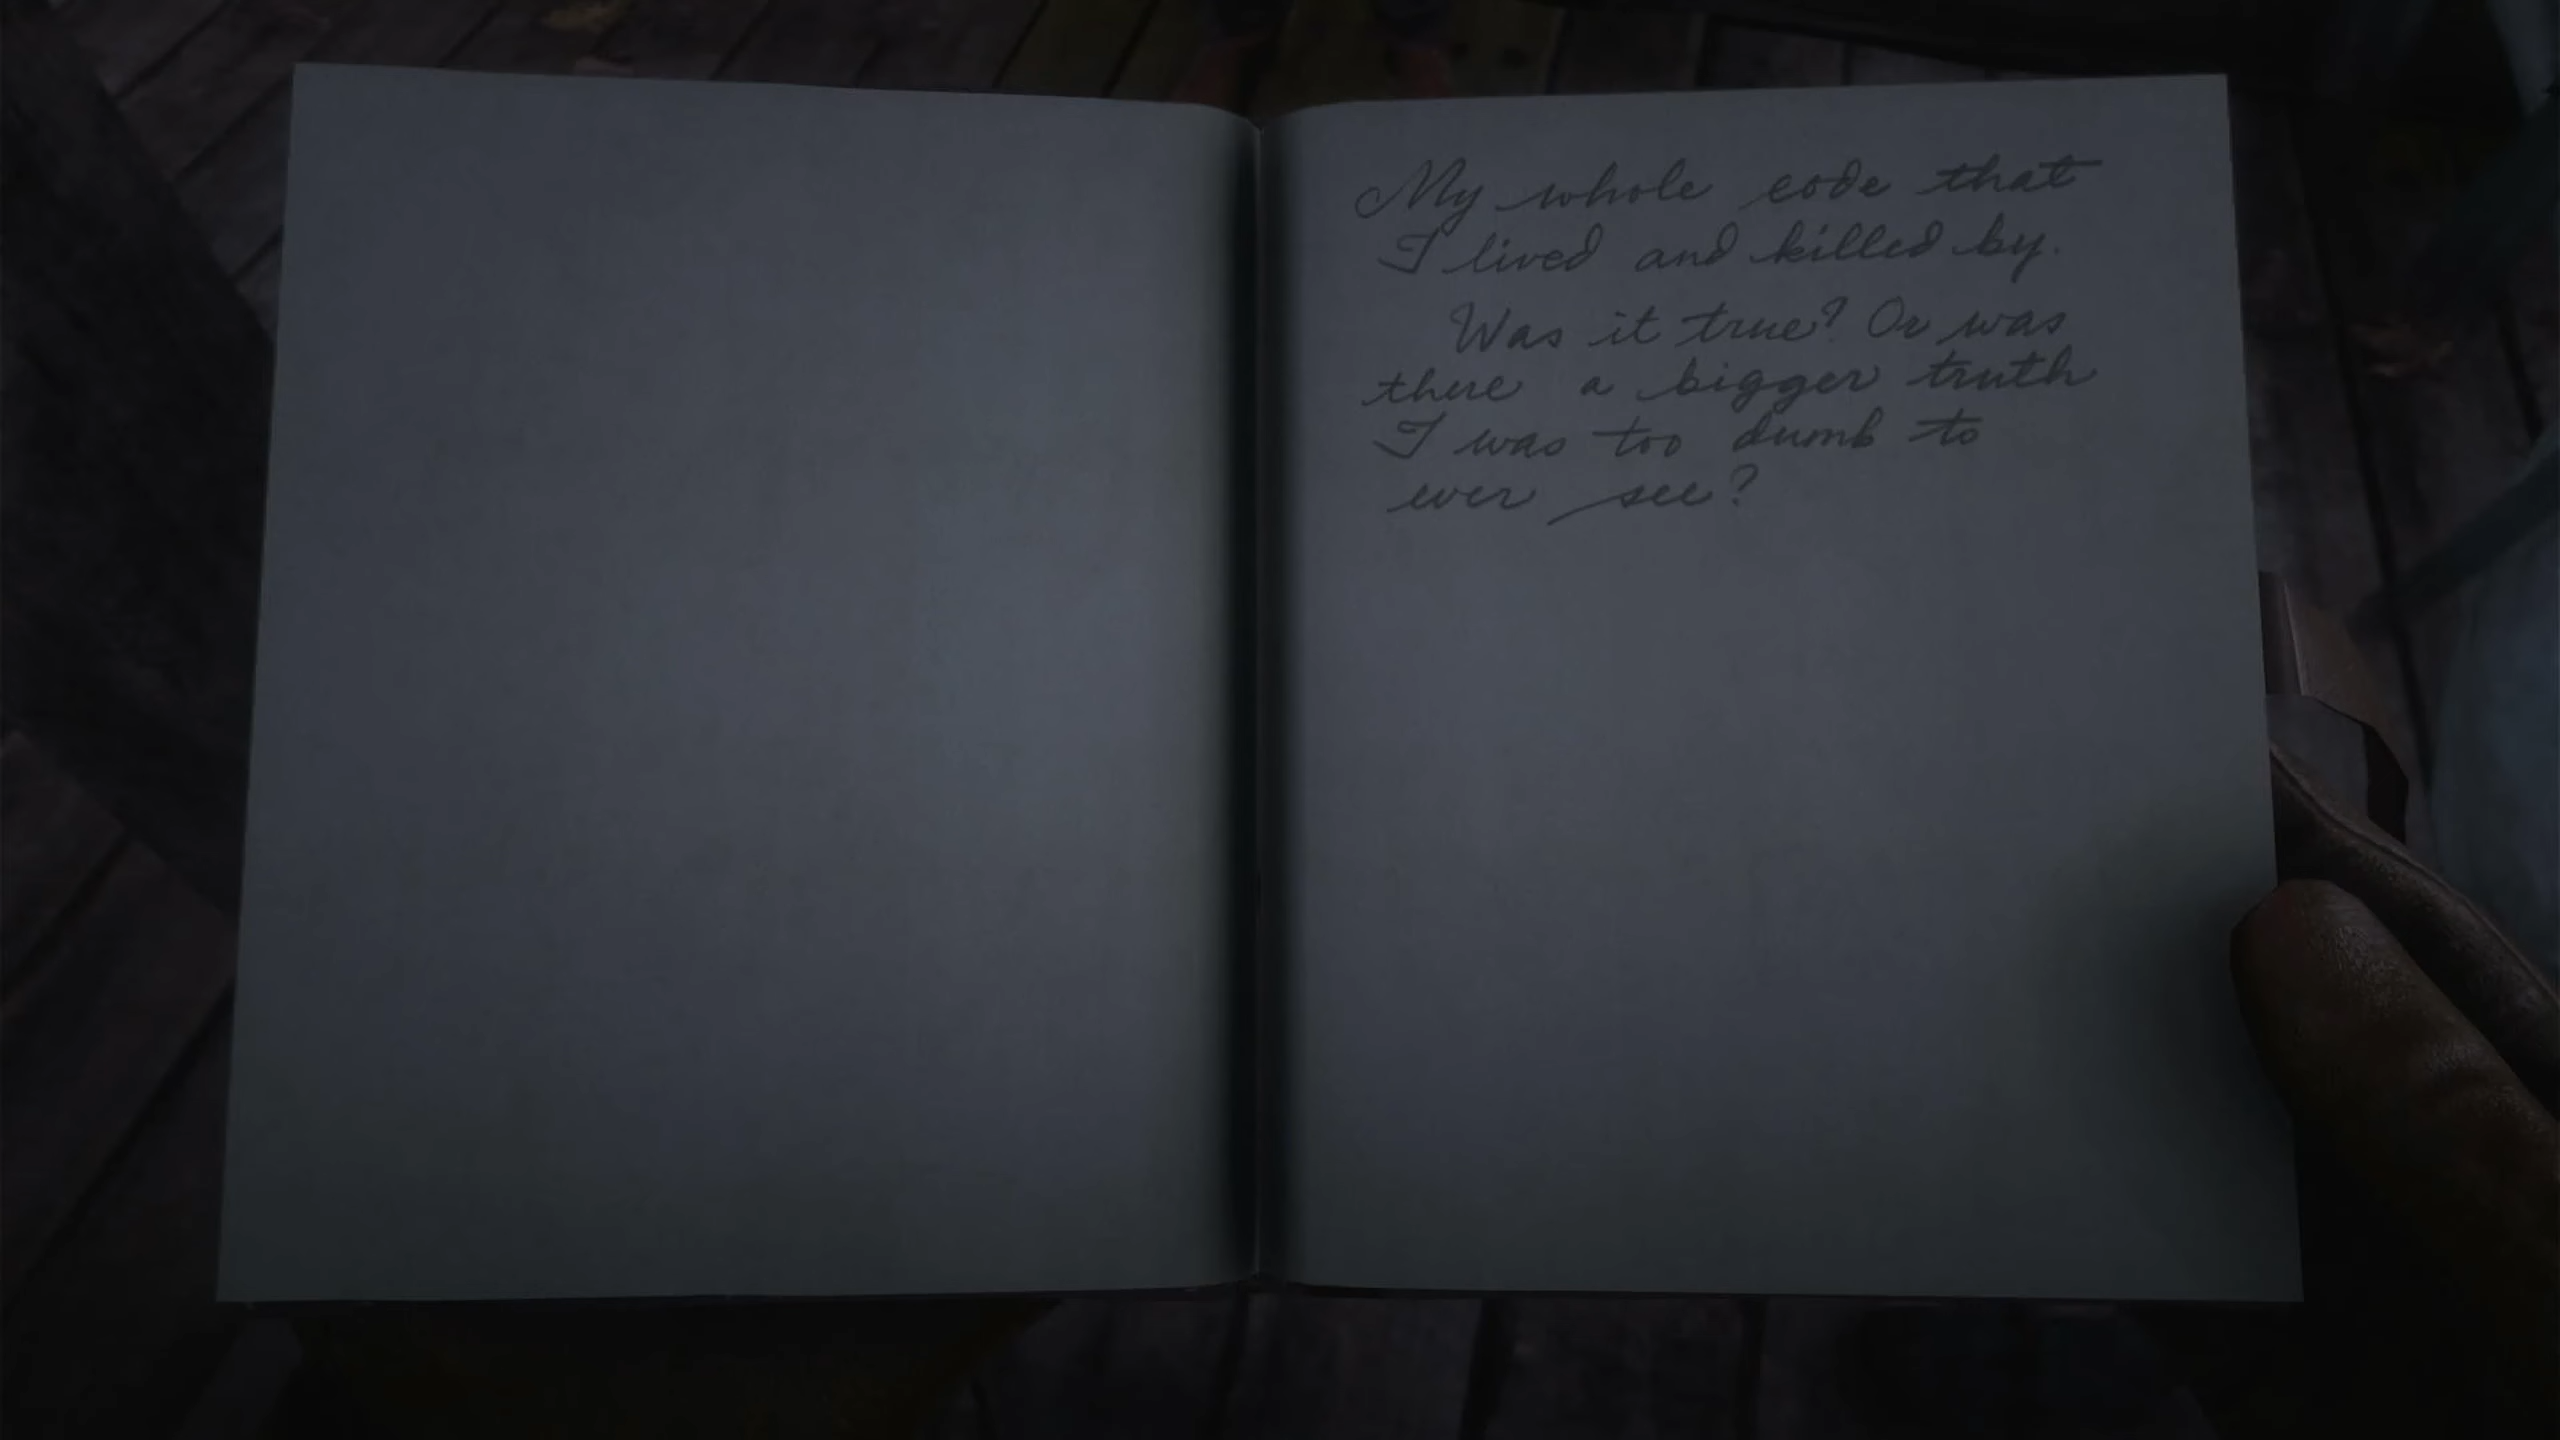 My whole code that
I lived and killed by.
Was it true? Or was
there a bigger truth
I was too dumb to
ever see?